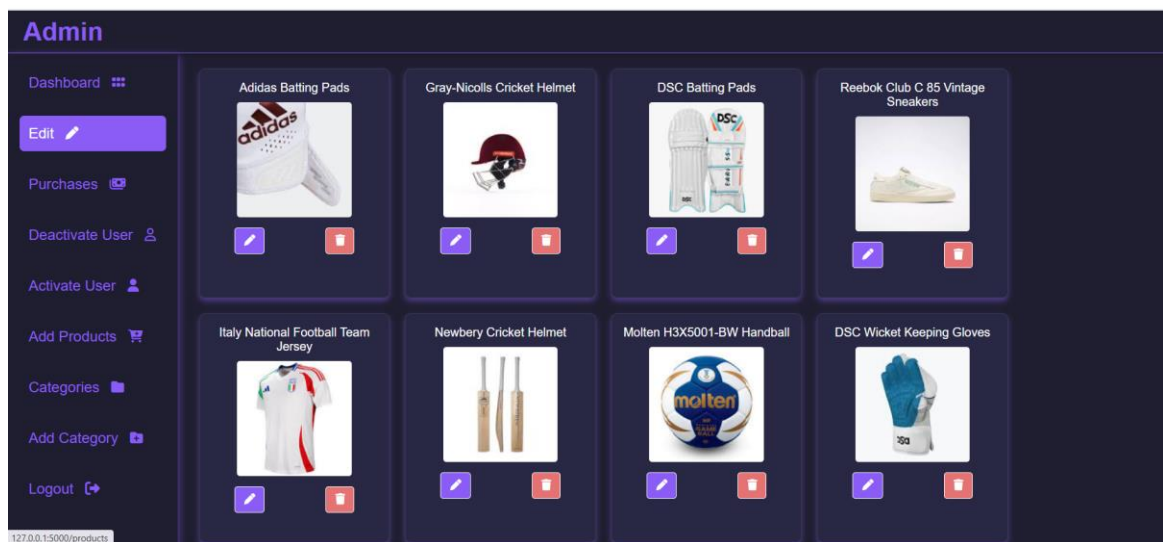 Admin
Dashboard
Edit
Purchases
Deactivate User
Activate User
Add Products
Categories
Add Category
Logout
Adidas Batting Pads
Gray-Nicolls Cricket Helmet
DSC Batting Pads
Reebok Club C 85 Vintage
Sneakers
adidas
DSC
Italy National Football Team
Jersey
Newbery Cricket Helmet
Molten H3X5001-BW Handball
DSC Wicket Keeping Gloves
molten
127.0.0.1:5000/products